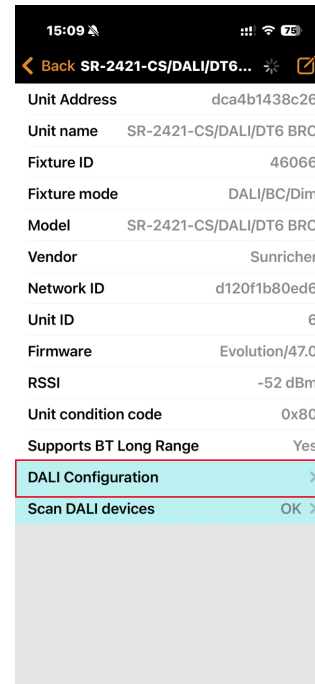 15:09
75
Back SR-2421-CS/DALI/DT6...
Unit Address dca4b1438c26
Unit name SR-2421-CS/DALI/DT6 BRC
Fixture ID 46066
Fixture mode DALI/BC/Dim
Model SR-2421-CS/DALI/DT6 BRC
Vendor Sunricher
Network ID d120f1b80ed6
Unit ID 6
Firmware Evolution/47.0
RSSI -52 dBm
Unit condition code 0x80
Supports BT Long Range Yes
DALI Configuration
Scan DALI devices OK